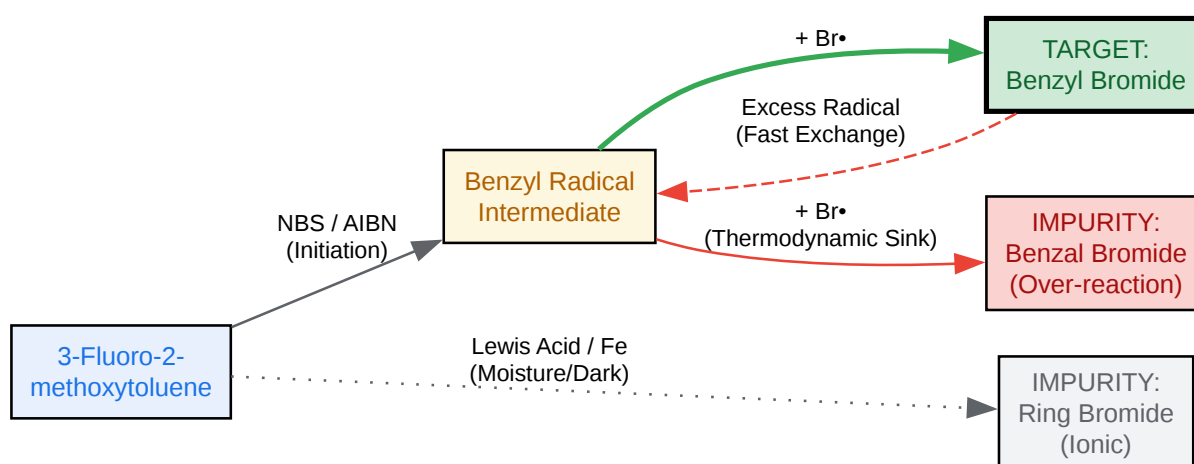 + Br•
TARGET:
Benzyl Bromide
Excess Radical
(Fast Exchange)
Benzyl Radical
Intermediate
NBS / AIBN
(Initiation)
+ Br•
(Thermodynamic Sink)
IMPURITY:
Benzal Bromide
(Over-reaction)
3-Fluoro-2-
methoxytoluene
Lewis Acid / Fe
(Moisture/Dark)
IMPURITY:
Ring Bromide
(Ionic)